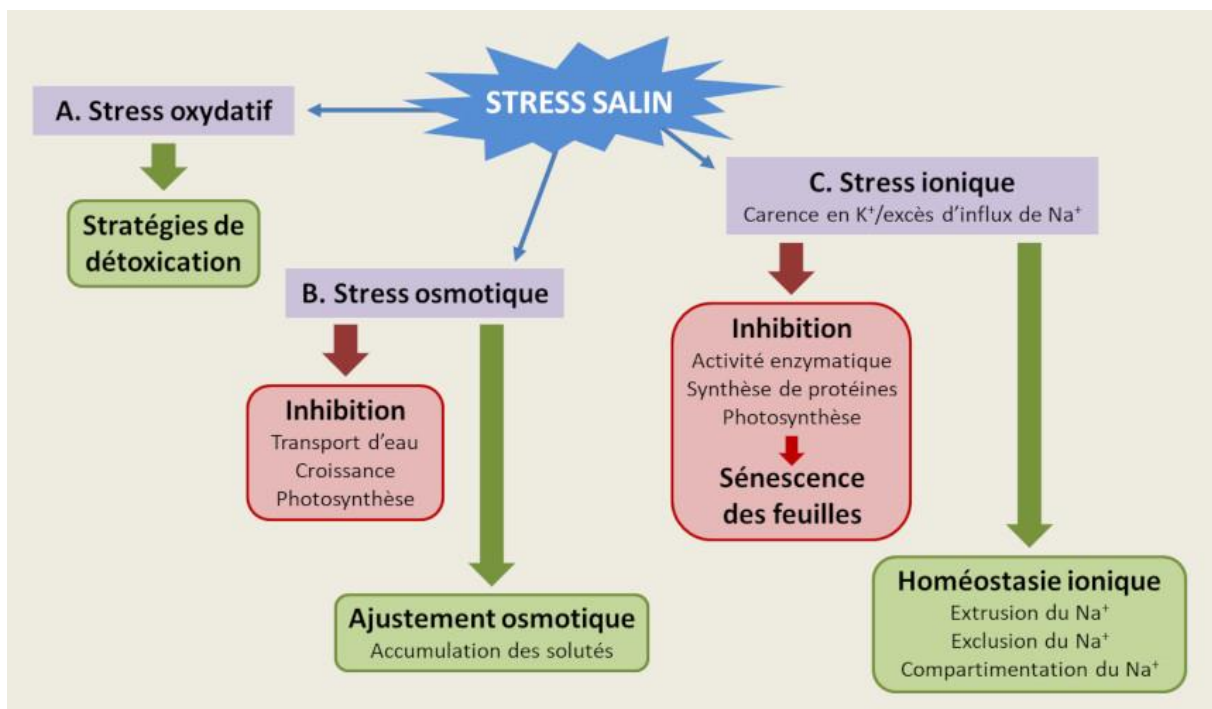 STRESS SALIN
A. Stress oxydatif
Stratégies de
détoxication
B. Stress osmotique
Inhibition
Transport d'eau
Croissance
Photosynthèse
Ajustement osmotique
Accumulation des solutés
C. Stress ionique
Carence en K⁺/excès d'influx de Na⁺
Inhibition
Activité enzymatique
Synthèse de protéines
Photosynthèse
Sénescence
des feuilles
Homéostasie ionique
Extrusion du Na⁺
Exclusion du Na⁺
Compartimentation du Na⁺